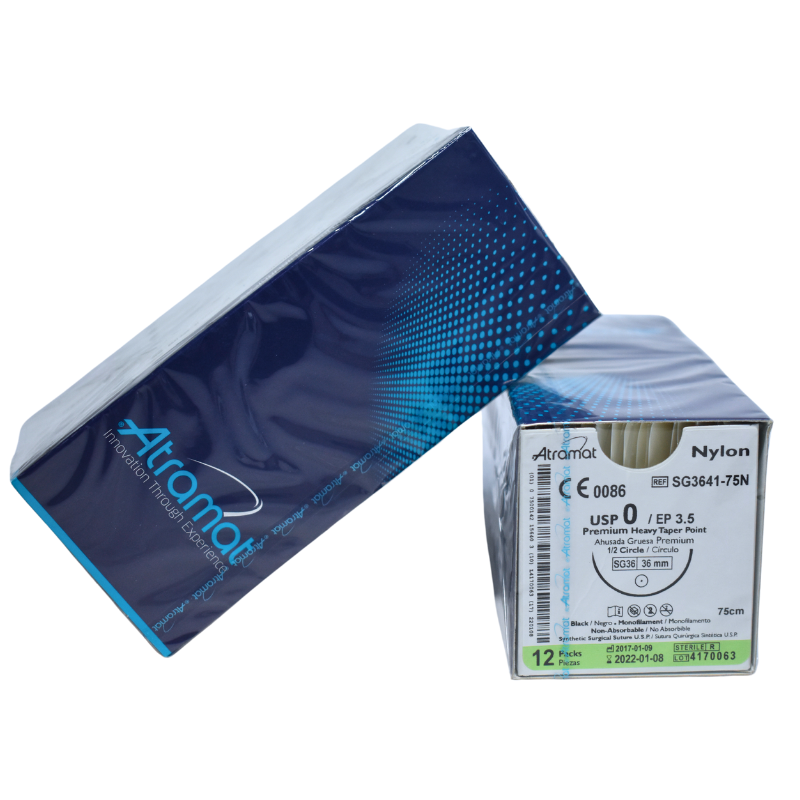 Atramat®
Innovation Through Experience
Atramat
Nylon
CE 0086
REF SG3641-75N
USP 0 / EP 3.5
Premium Heavy Taper Point
Ahusada Gruesa Premium
1/2 Circle / Círculo
SG36 36 mm
75cm
Black / Negro • Monofilament / Monofilamento
Non-Absorbable / No Absorbible
Synthetic Surgical Suture U.S.P. / Sutura Quirúrgica Sintética U.S.P.
12 Packs
Piezas
2017-01-09
2022-01-08
STERILE R
LOT 4170063